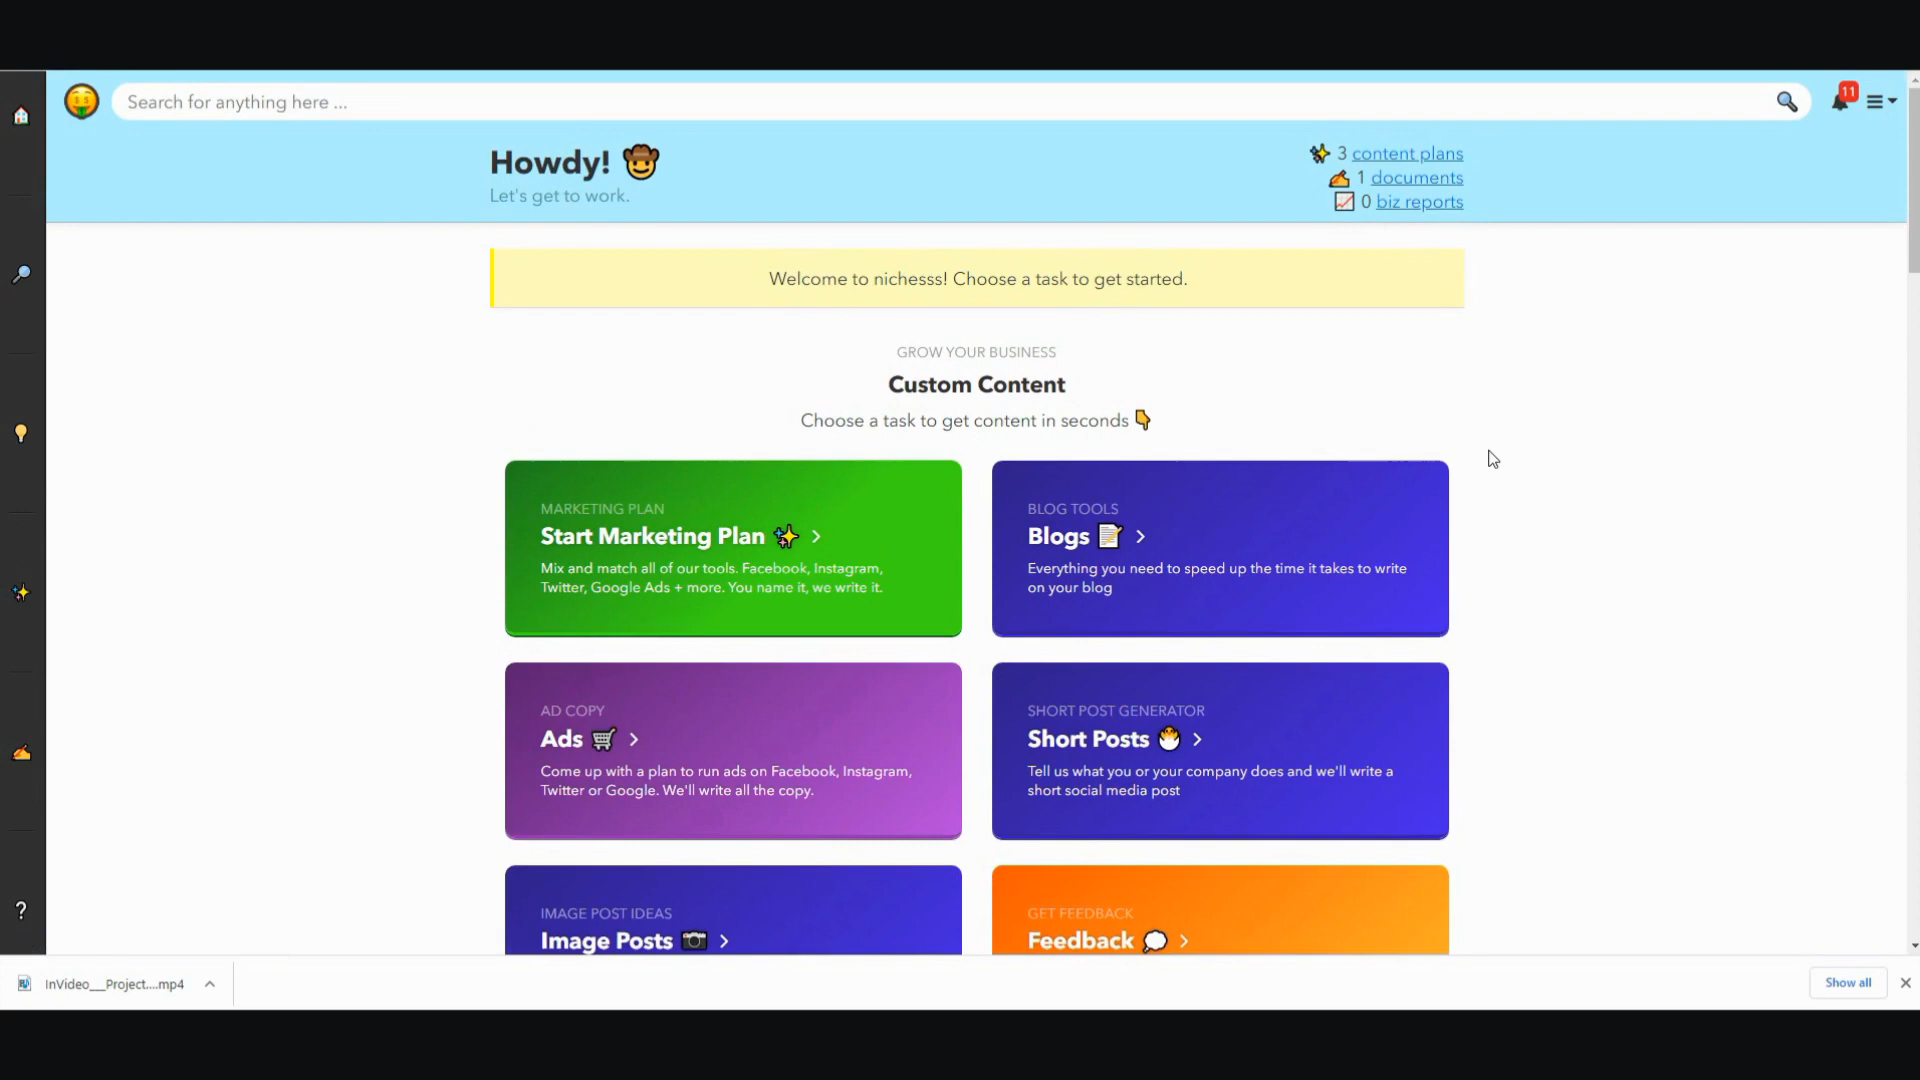 Search for anything here ...
11
Howdy!
Let's get to work.
3 content plans
1 documents
0 biz reports
Welcome to nichesss! Choose a task to get started.
GROW YOUR BUSINESS
Custom Content
Choose a task to get content in seconds
MARKETING PLAN
Start Marketing Plan
Mix and match all of our tools. Facebook, Instagram,
Twitter, Google Ads + more. You name it, we write it.
BLOG TOOLS
Blogs
Everything you need to speed up the time it takes to write
on your blog
AD COPY
Ads
Come up with a plan to run ads on Facebook, Instagram,
Twitter or Google. We'll write all the copy.
SHORT POST GENERATOR
Short Posts
Tell us what you or your company does and we'll write a
short social media post
IMAGE POST IDEAS
Image Posts
GET FEEDBACK
Feedback
?
InVideo___Project....mp4
Show all